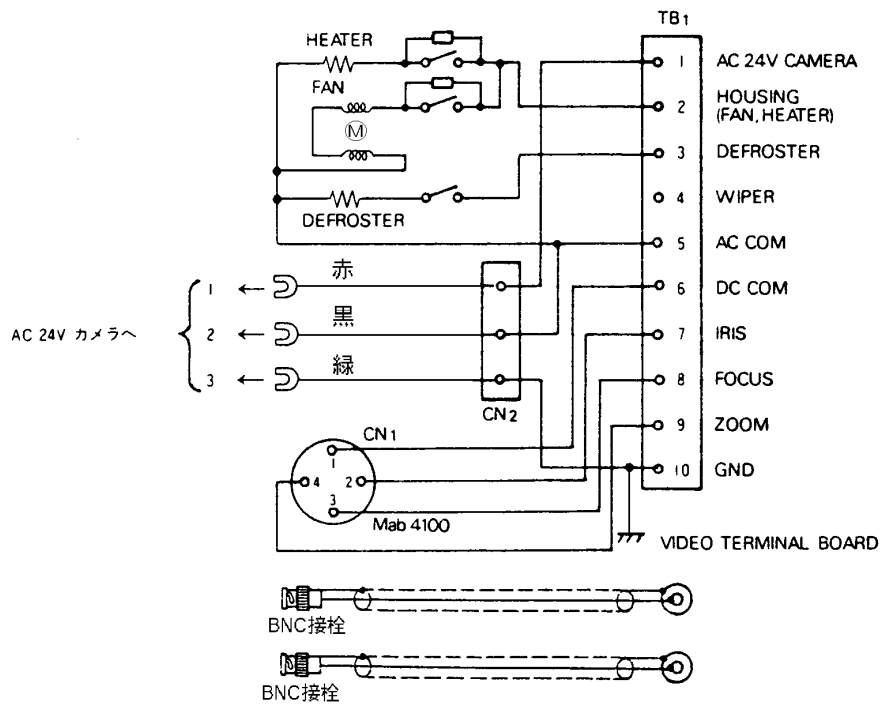 TB1
HEATER
FAN
M
1 AC 24V CAMERA
2 HOUSING
(FAN, HEATER)
3 DEFROSTER
4 WIPER
DEFROSTER
5 AC COM
6 DC COM
7 IRIS
8 FOCUS
9 ZOOM
10 GND
AC 24V カメラへ
1 ← 赤
2 ← 黒
3 ← 緑
CN2
CN1
1
4 2
3
Mab 4100
VIDEO TERMINAL BOARD
BNC接栓
BNC接栓